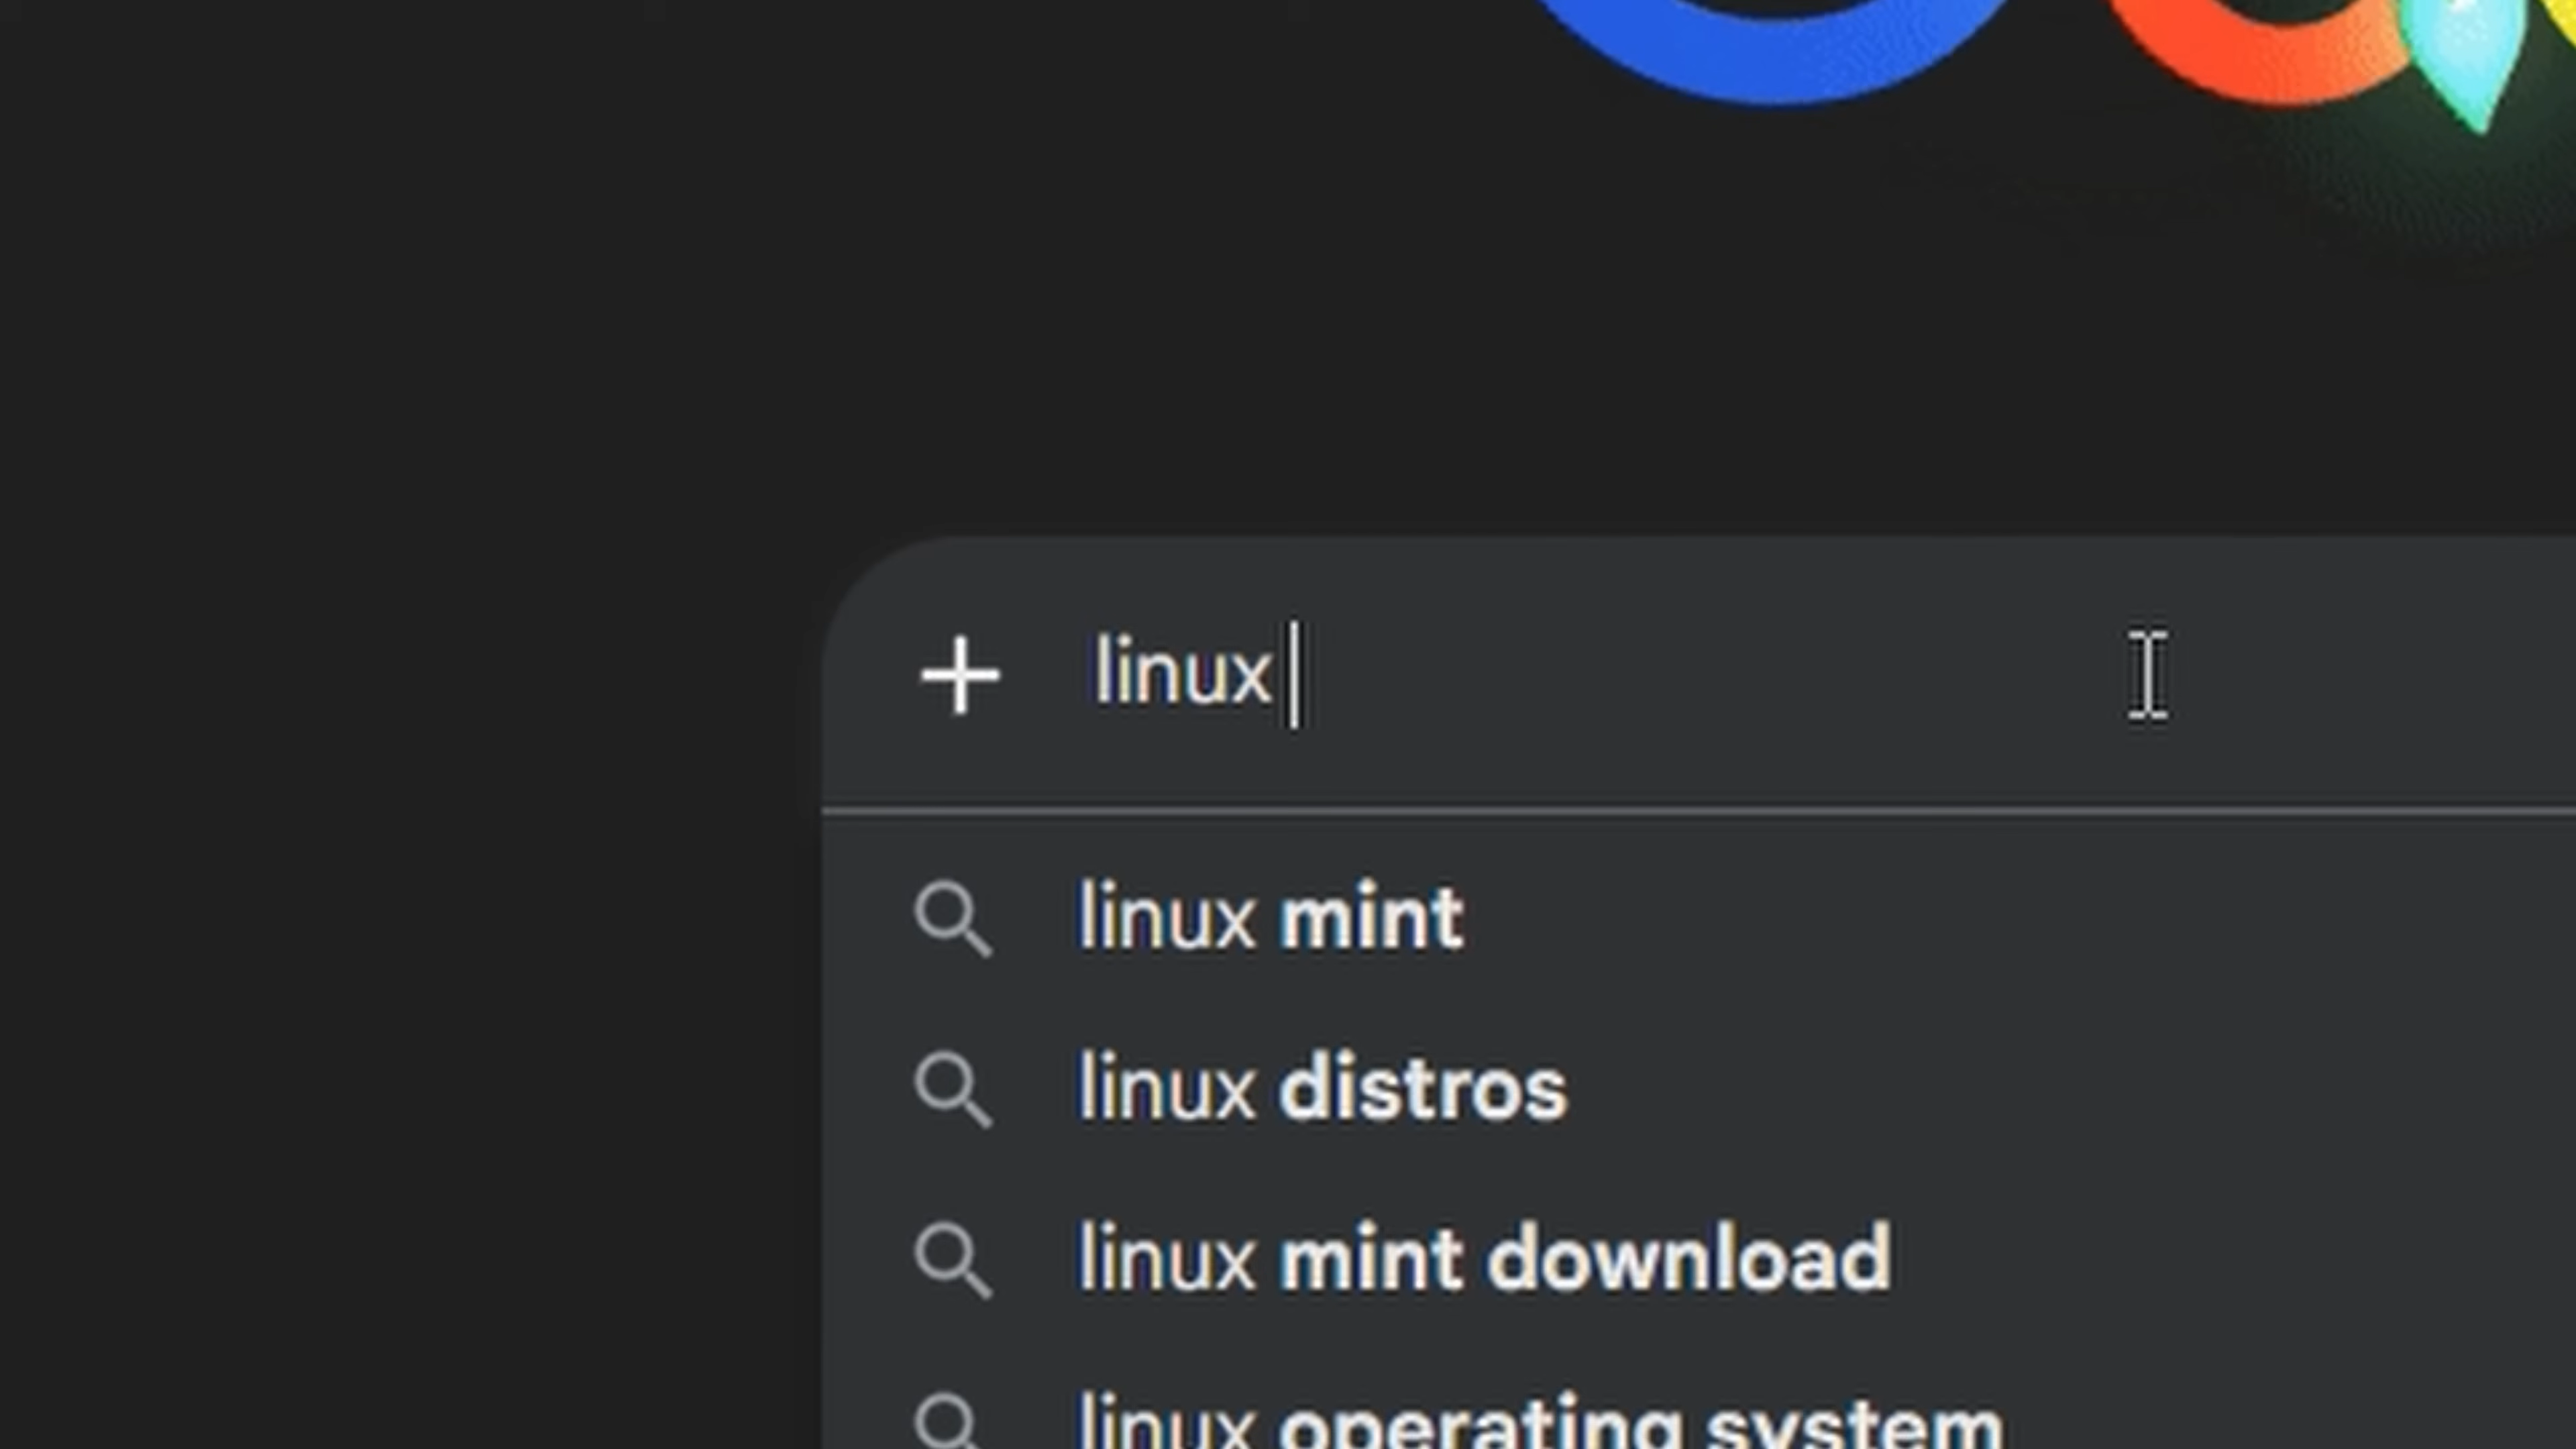 linux
linux mint
linux distros
linux mint download
linux operating system